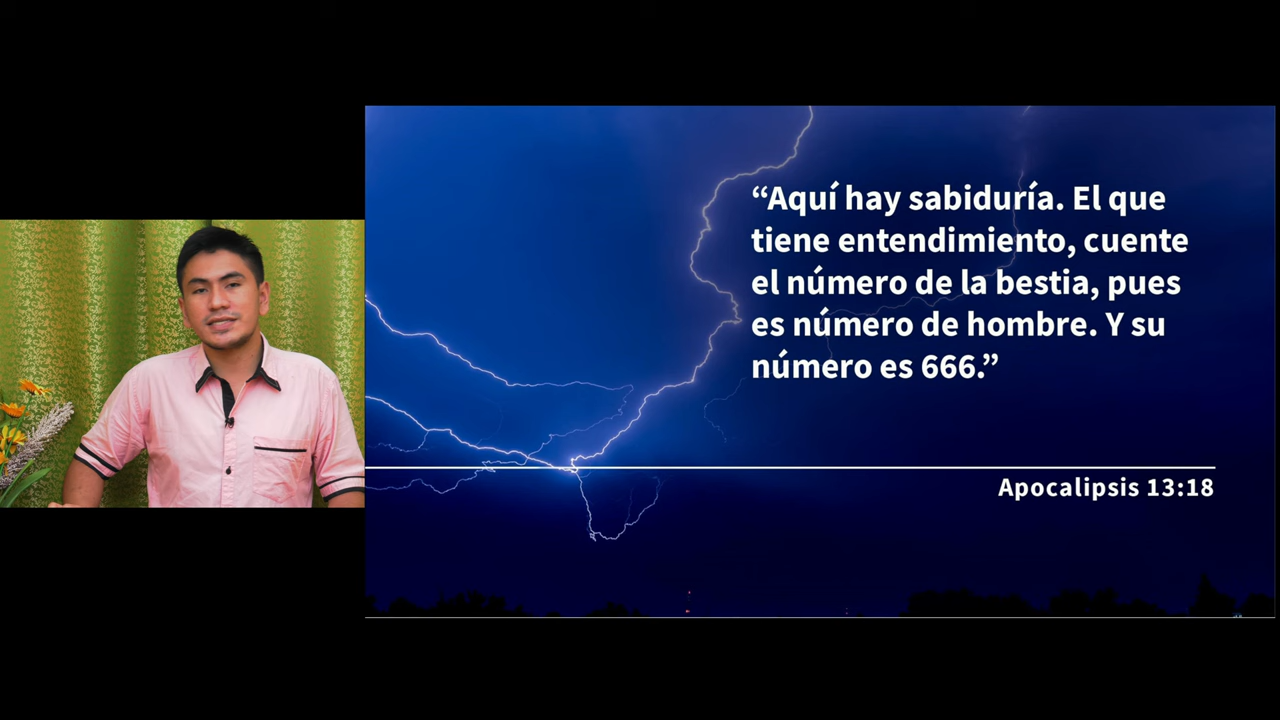 “Aquí hay sabiduría. El que
tiene entendimiento, cuente
el número de la bestia, pues
es número de hombre. Y su
número es 666.”
Apocalipsis 13:18